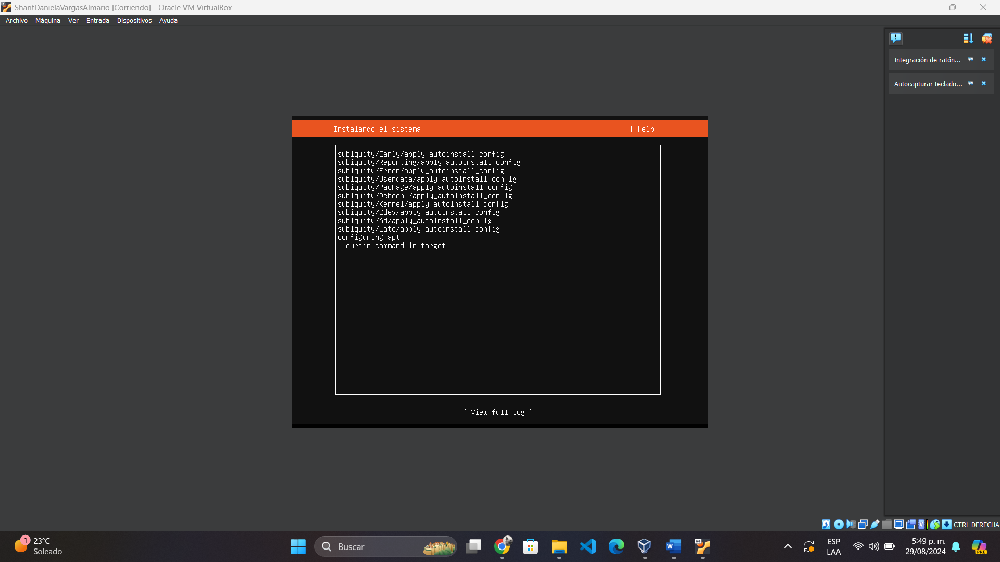 SharitDanielaVargasAlmario [Corriendo] - Oracle VM VirtualBox
Archivo Máquina Ver Entrada Dispositivos Ayuda
Integración de ratón...
Autocapturar teclado...
Instalando el sistema [ Help ]
subiquity/Early/apply_autoinstall_config
subiquity/Reporting/apply_autoinstall_config
subiquity/Error/apply_autoinstall_config
subiquity/Userdata/apply_autoinstall_config
subiquity/Package/apply_autoinstall_config
subiquity/Debconf/apply_autoinstall_config
subiquity/Kernel/apply_autoinstall_config
subiquity/Zdev/apply_autoinstall_config
subiquity/Ad/apply_autoinstall_config
subiquity/Late/apply_autoinstall_config
configuring apt
curtin command in-target -
[ View full log ]
CTRL DERECHA
1
23°C
Soleado
Buscar
64
ESP
LAA
5:49 p. m.
29/08/2024
PRE